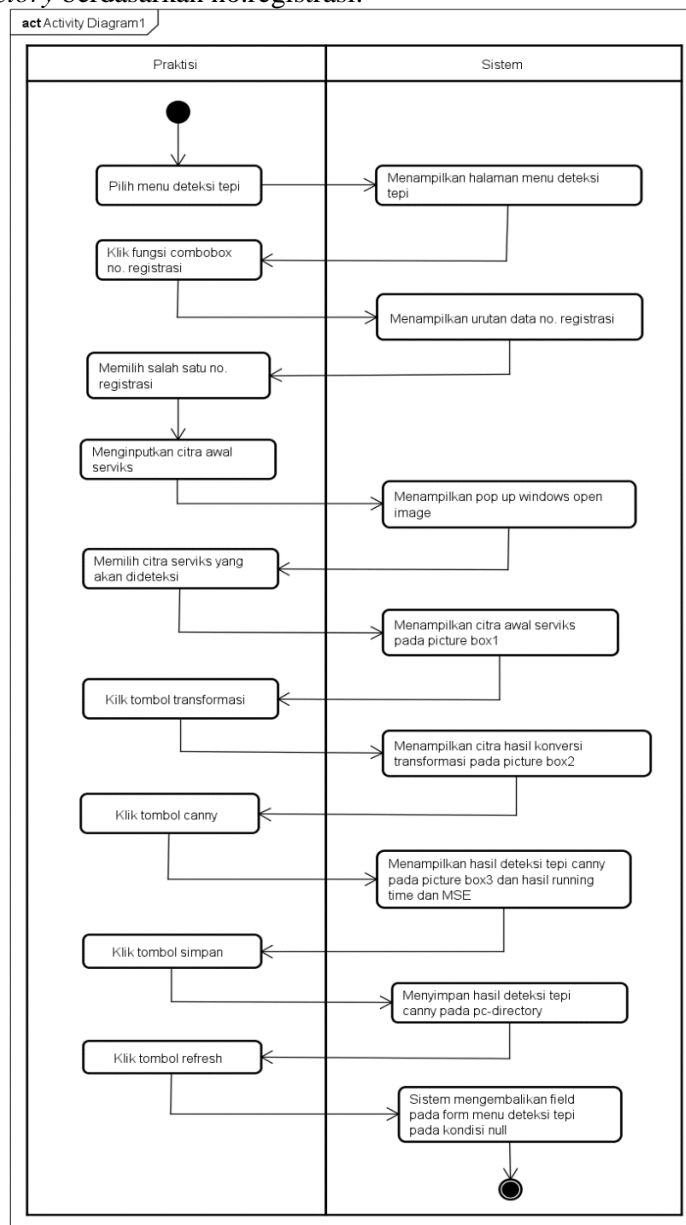 story berdasarkan no.registrasi.
act Activity Diagram1
Praktisi
Sistem
Pilih menu deteksi tepi
Menampilkan halaman menu deteksi
tepi
Klik fungsi combobox
no. registrasi
Menampilkan urutan data no. registrasi
Memilih salah satu no.
registrasi
Menginputkan citra awal
serviks
Menampilkan pop up windows open
image
Memilih citra serviks yang
akan dideteksi
Menampilkan citra awal serviks
pada picture box1
Kilk tombol transformasi
Menampilkan citra hasil konversi
transformasi pada picture box2
Klik tombol canny
Menampilkan hasil deteksi tepi canny
pada picture box3 dan hasil running
time dan MSE
Klik tombol simpan
Menyimpan hasil deteksi tepi
canny pada pc-directory
Klik tombol refresh
Sistem mengembalikan field
pada form menu deteksi tepi
pada kondisi null